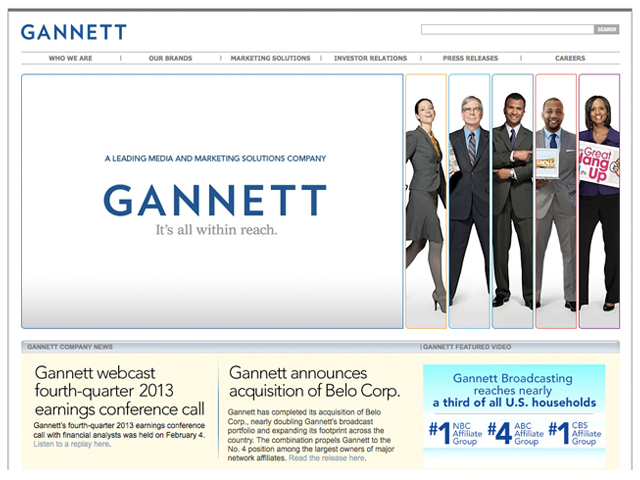 GANNETT
SEARCH
WHO WE ARE | OUR BRANDS | MARKETING SOLUTIONS | INVESTOR RELATIONS | PRESS RELEASES | CAREERS
A LEADING MEDIA AND MARKETING SOLUTIONS COMPANY
GANNETT
It's all within reach.
Great
Hang
Up
GANNETT COMPANY NEWS
Gannett webcast
fourth-quarter 2013
earnings conference call
Gannett's fourth-quarter 2013 earnings conference
call with financial analysts was held on February 4.
Listen to a replay here.
Gannett announces
acquisition of Belo Corp.
Gannett has completed its acquisition of Belo
Corp., nearly doubling Gannett's broadcast
portfolio and expanding its footprint across the
country. The combination propels Gannett to the
No. 4 position among the largest owners of major
network affiliates. Read the release here.
GANNETT FEATURED VIDEO
Gannett Broadcasting
reaches nearly
a third of all U.S. households
#1 NBC Affiliate Group
#4 ABC Affiliate Group
#1 CBS Affiliate Group